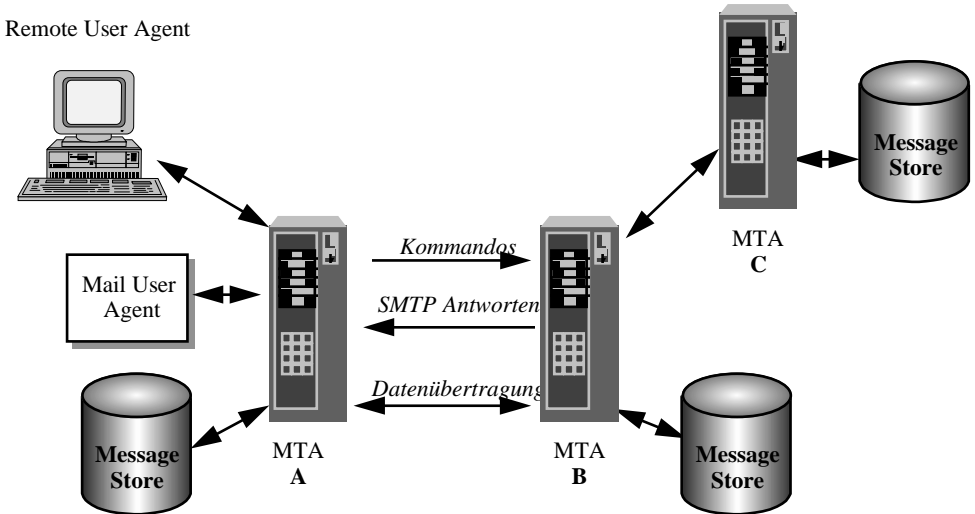 Remote User Agent
Message
Store
MTA
C
Kommandos
Mail User
Agent
SMTP Antworten
Datenübertragung
MTA
A
MTA
B
Message
Store
Message
Store